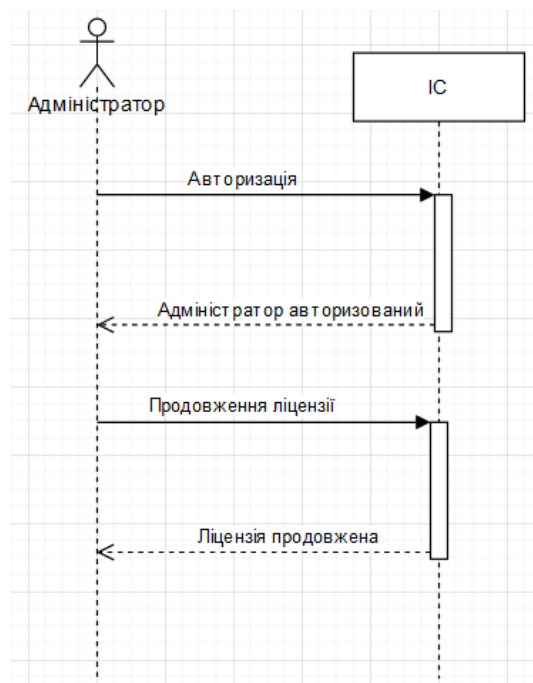 Адміністратор
ІС
Авторизація
Адміністратор авторизований
Продовження ліцензії
Ліцензія продовжена